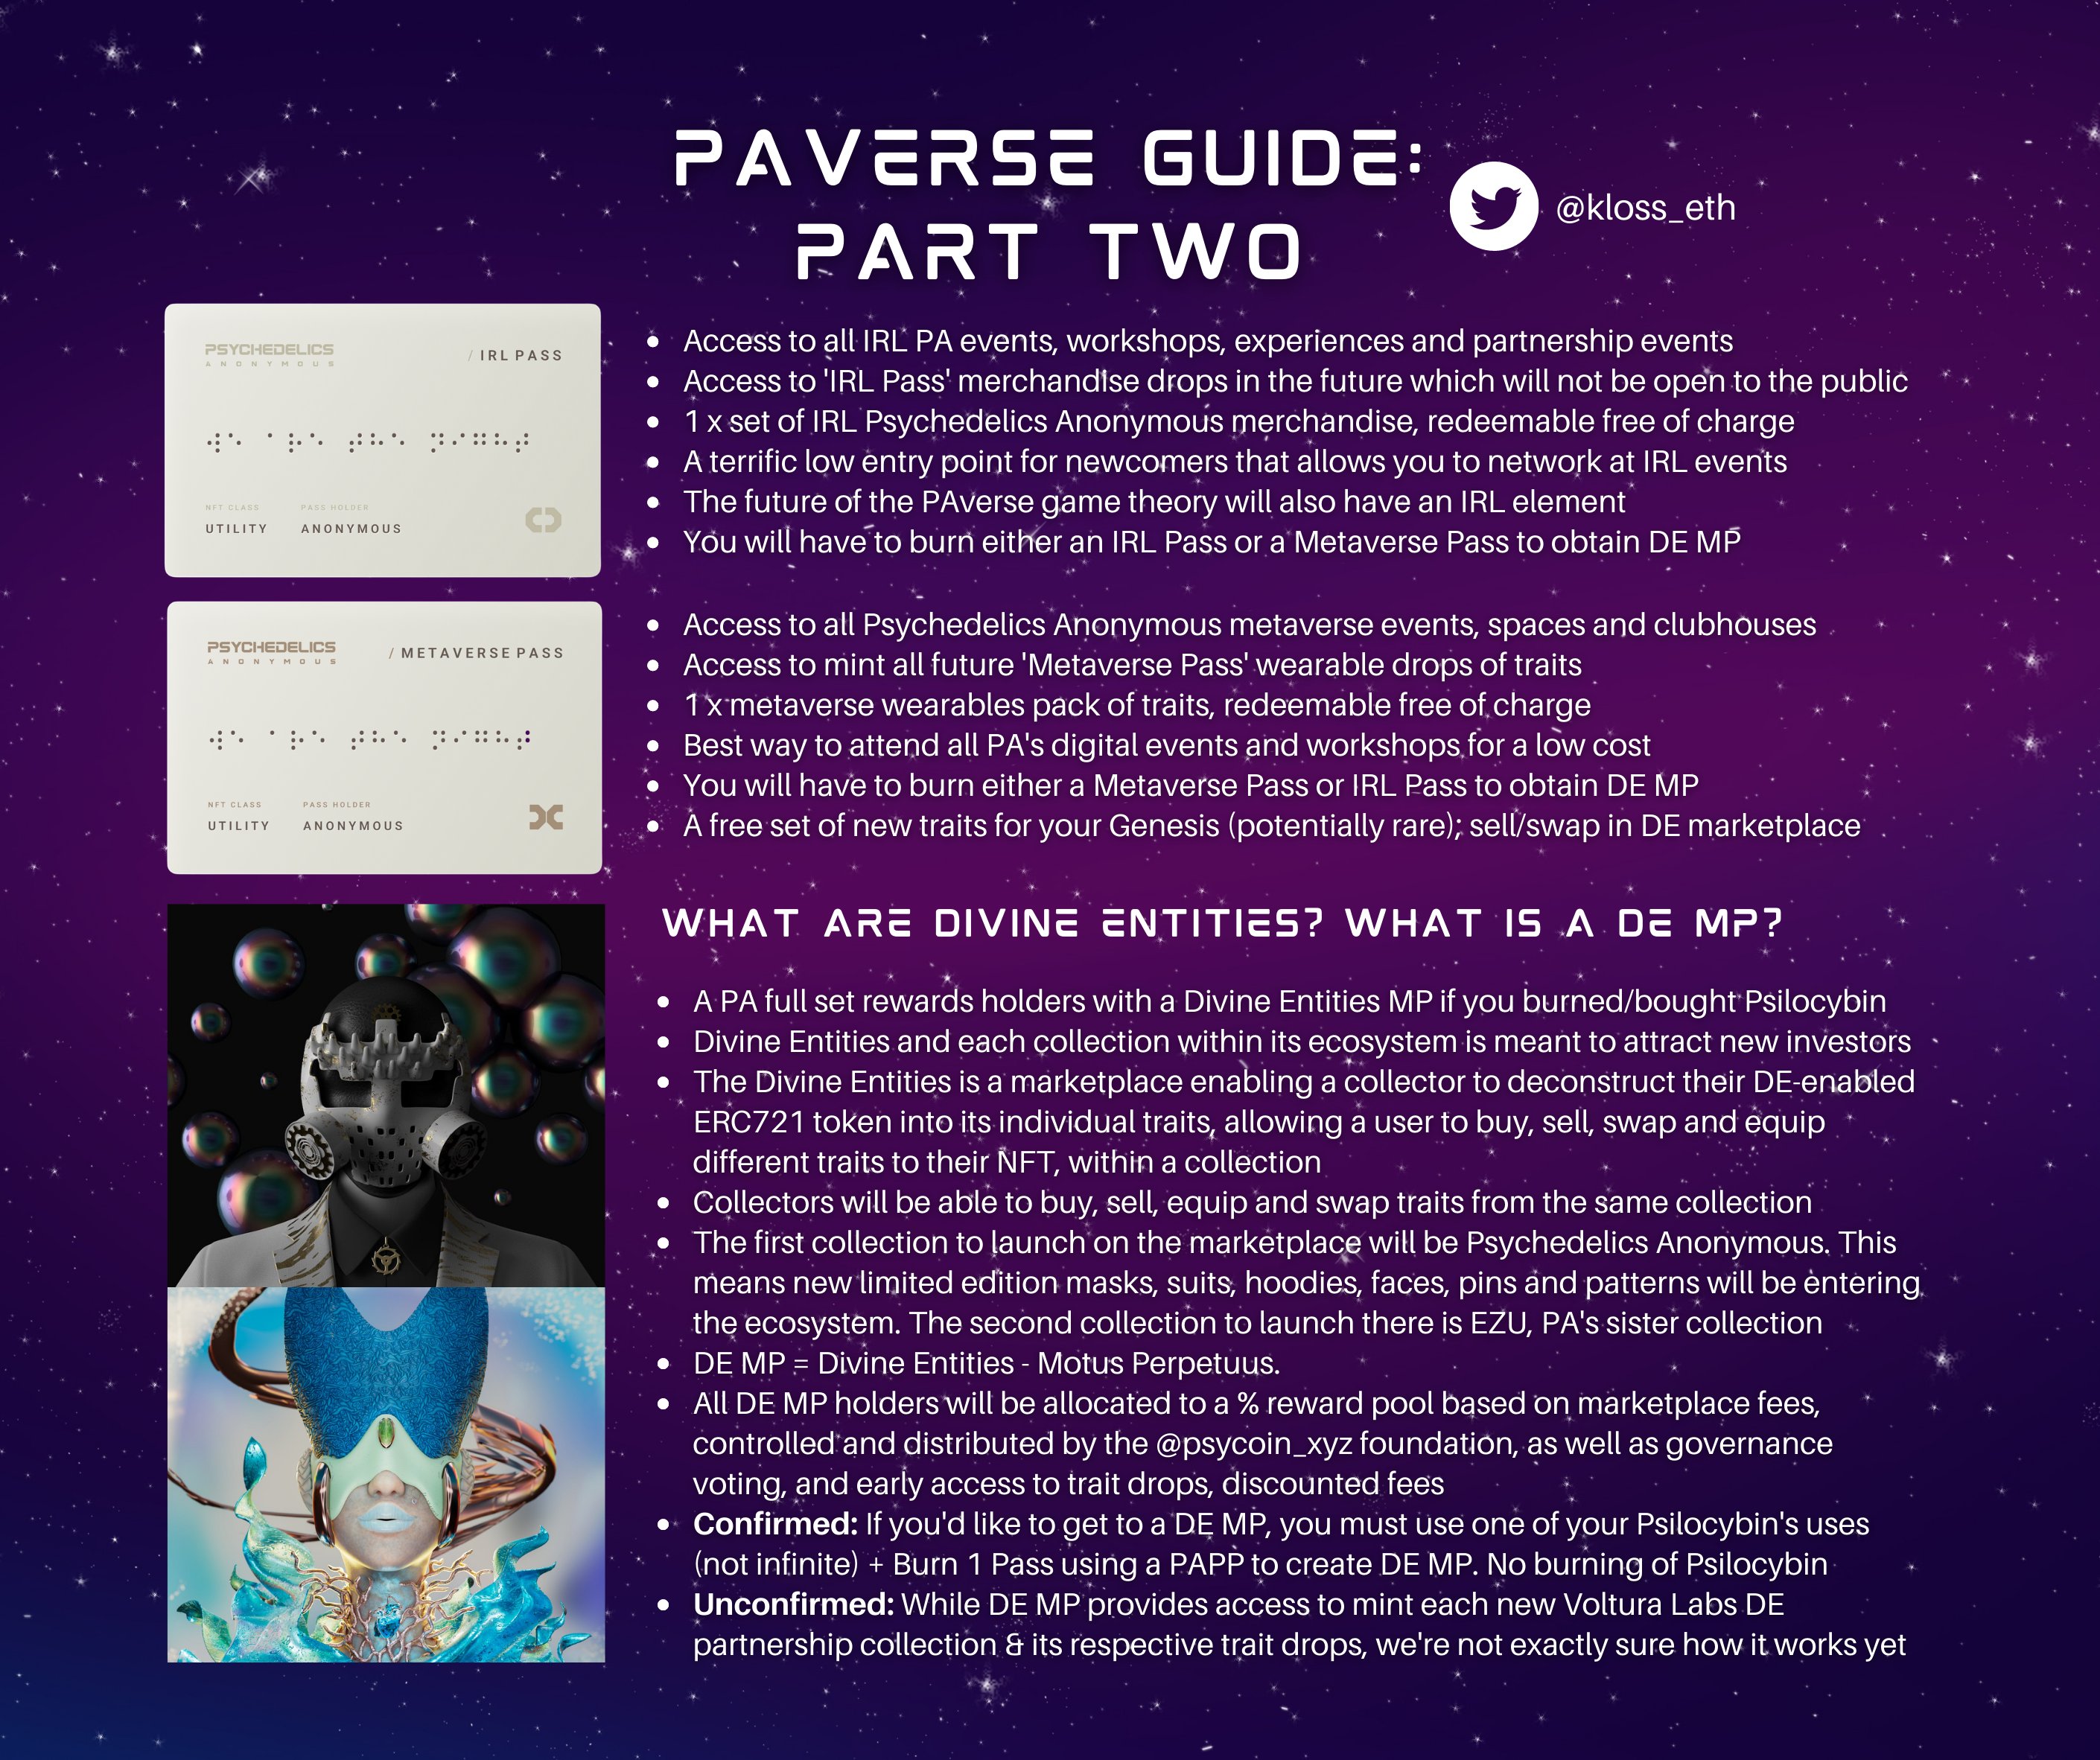 PAVERSE GUIDE:
PART TWO
@kloss_eth
PSYCHEDELICS
ANONYMOUS
/ IRL PASS
NFT CLASS
PASS HOLDER
UTILITY
ANONYMOUS
• Access to all IRL PA events, workshops, experiences and partnership events
• Access to 'IRL Pass' merchandise drops in the future which will not be open to the public
• 1 x set of IRL Psychedelics Anonymous merchandise, redeemable free of charge
• A terrific low entry point for newcomers that allows you to network at IRL events
• The future of the PAverse game theory will also have an IRL element
• You will have to burn either an IRL Pass or a Metaverse Pass to obtain DE MP
PSYCHEDELICS
ANONYMOUS
/ METAVERSE PASS
NFT CLASS
PASS HOLDER
UTILITY
ANONYMOUS
• Access to all Psychedelics Anonymous metaverse events, spaces and clubhouses
• Access to mint all future 'Metaverse Pass' wearable drops of traits
• 1 x metaverse wearables pack of traits, redeemable free of charge
• Best way to attend all PA's digital events and workshops for a low cost
• You will have to burn either a Metaverse Pass or IRL Pass to obtain DE MP
• A free set of new traits for your Genesis (potentially rare); sell/swap in DE marketplace
WHAT ARE DIVINE ENTITIES? WHAT IS A DE MP?
• A PA full set rewards holders with a Divine Entities MP if you burned/bought Psilocybin
• Divine Entities and each collection within its ecosystem is meant to attract new investors
• The Divine Entities is a marketplace enabling a collector to deconstruct their DE-enabled
ERC721 token into its individual traits, allowing a user to buy, sell, swap and equip
different traits to their NFT, within a collection
• Collectors will be able to buy, sell, equip and swap traits from the same collection
• The first collection to launch on the marketplace will be Psychedelics Anonymous. This
means new limited edition masks, suits, hoodies, faces, pins and patterns will be entering
the ecosystem. The second collection to launch there is EZU, PA's sister collection
• DE MP = Divine Entities - Motus Perpetuus.
• All DE MP holders will be allocated to a % reward pool based on marketplace fees,
controlled and distributed by the @psycoin_xyz foundation, as well as governance
voting, and early access to trait drops, discounted fees
• Confirmed: If you'd like to get to a DE MP, you must use one of your Psilocybin's uses
(not infinite) + Burn 1 Pass using a PAPP to create DE MP. No burning of Psilocybin
• Unconfirmed: While DE MP provides access to mint each new Voltura Labs DE
partnership collection & its respective trait drops, we're not exactly sure how it works yet